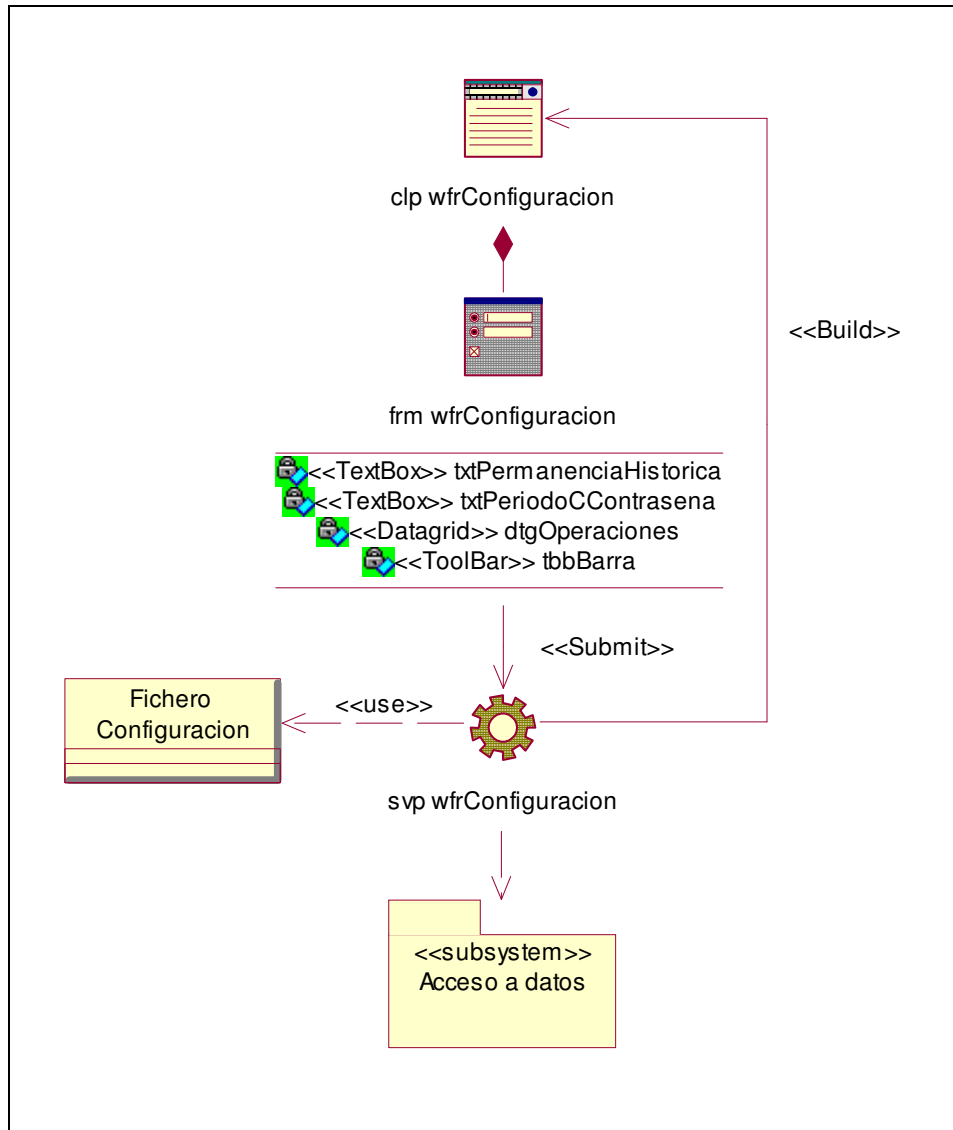 clp wfrConfiguracion
<<Build>>
frm wfrConfiguracion
<<TextBox>> txtPermanenciaHistorica
<<TextBox>> txtPeriodoCContrasena
<<Datagrid>> dtgOperaciones
<<ToolBar>> tbbBarra
<<Submit>>
Fichero
Configuracion
<<use>>
svp wfrConfiguracion
<<subsystem>>
Acceso a datos